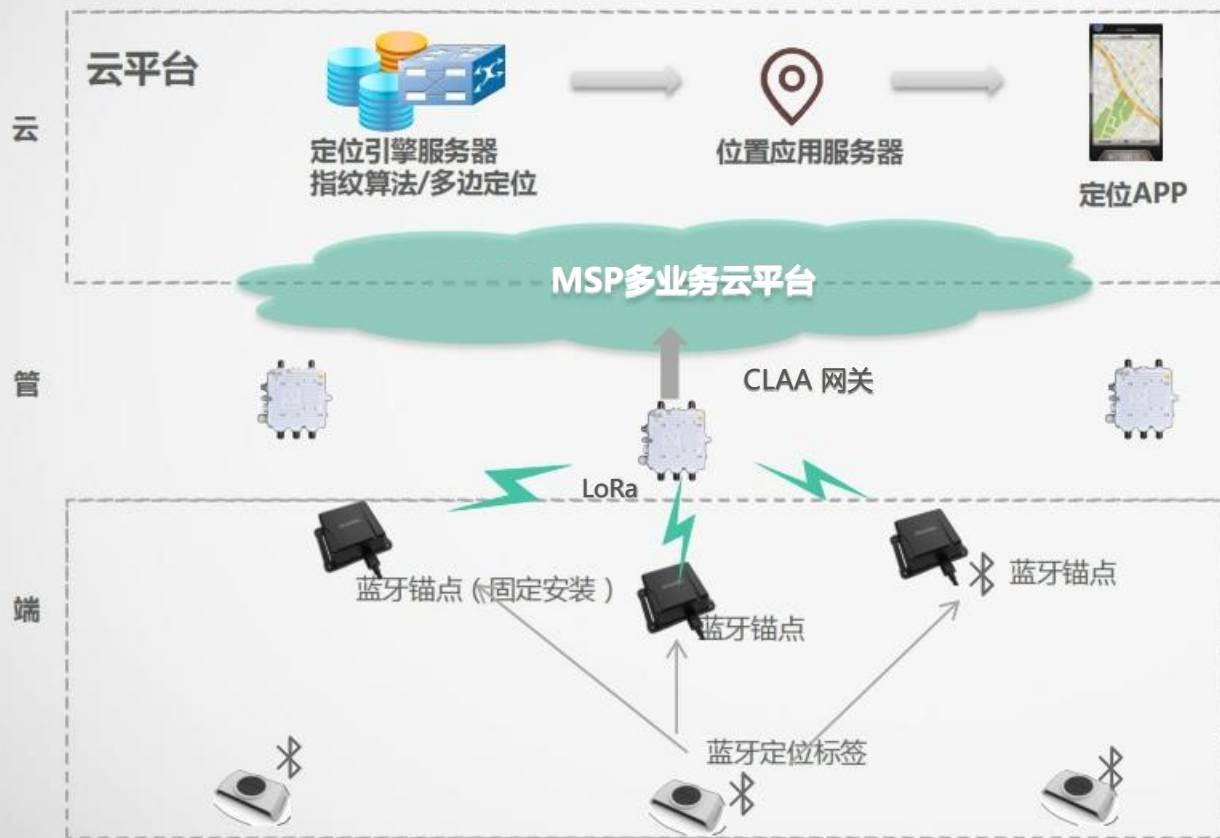 云平台
云
定位引擎服务器
指纹算法/多边定位
位置应用服务器
定位APP
MSP多业务云平台
管
CLAA 网关
LoRa
端
蓝牙锚点（固定安装）
蓝牙锚点
蓝牙锚点
蓝牙定位标签